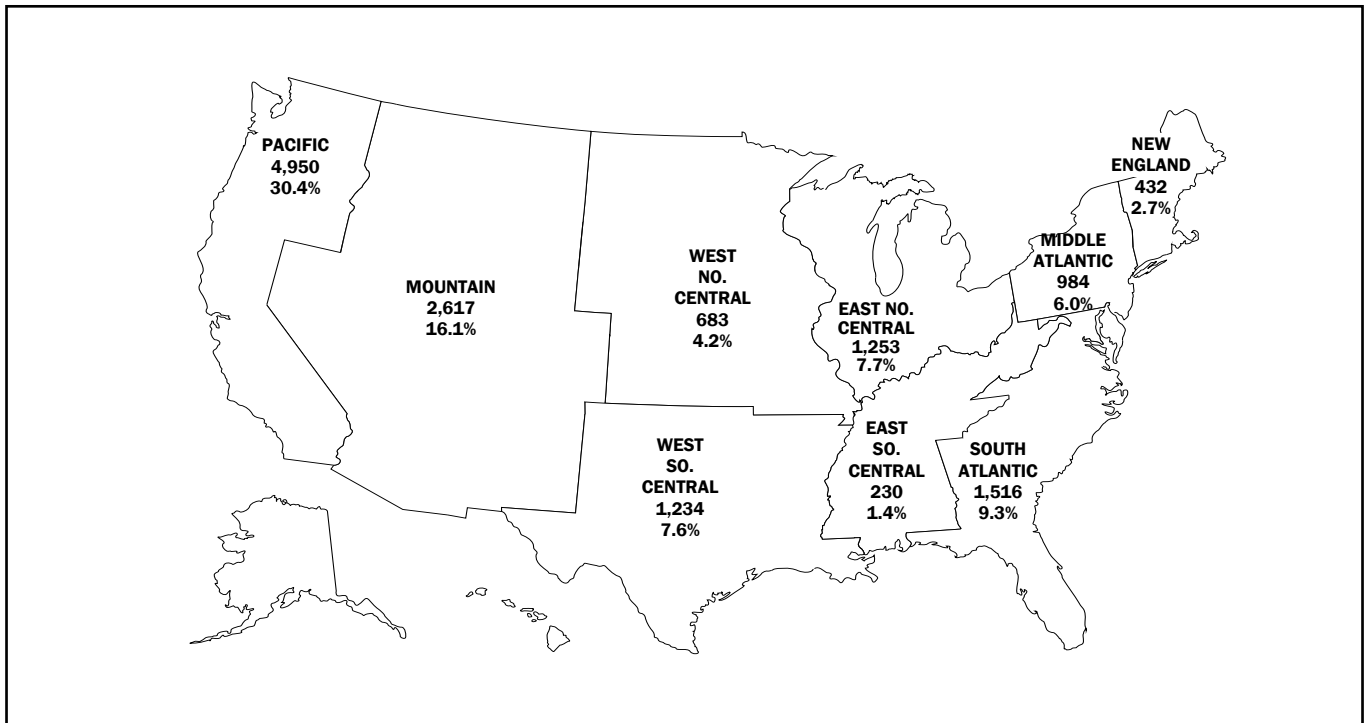 PACIFIC
4,950
30.4%
MOUNTAIN
2,617
16.1%
WEST
NO.
CENTRAL
683
4.2%
EAST NO.
CENTRAL
1,253
7.7%
NEW
ENGLAND
432
2.7%
MIDDLE
ATLANTIC
984
6.0%
WEST
SO.
CENTRAL
1,234
7.6%
EAST
SO.
CENTRAL
230
1.4%
SOUTH
ATLANTIC
1,516
9.3%